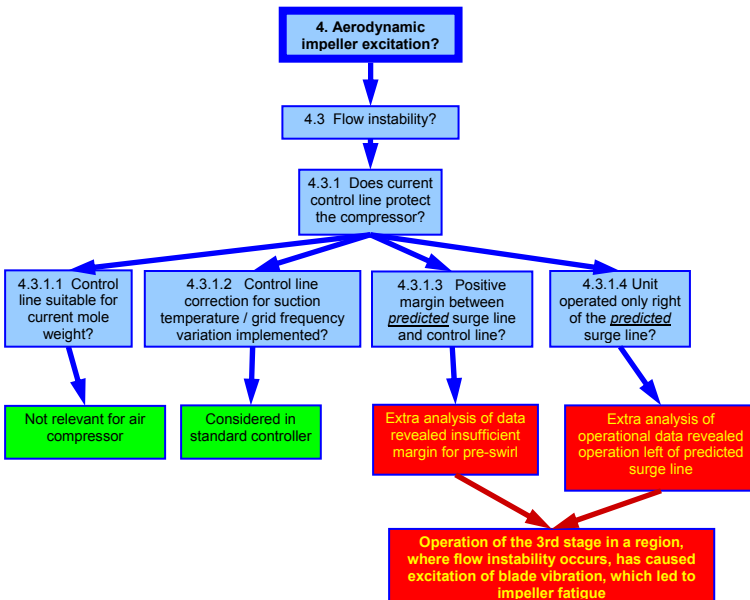 4. Aerodynamic
impeller excitation?
4.3 Flow instability?
4.3.1 Does current
control line protect
the compressor?
4.3.1.1 Control
line suitable for
current mole
weight?
4.3.1.2 Control line
correction for suction
temperature / grid frequency
variation implemented?
4.3.1.3 Positive
margin between
predicted surge line
and control line?
4.3.1.4 Unit
operated only right
of the predicted
surge line?
Not relevant for air
compressor
Considered in
standard controller
Extra analysis of data
revealed insufficient
margin for pre-swirl
Extra analysis of
operational data revealed
operation left of predicted
surge line
Operation of the 3rd stage in a region,
where flow instability occurs, has caused
excitation of blade vibration, which led to
impeller fatigue